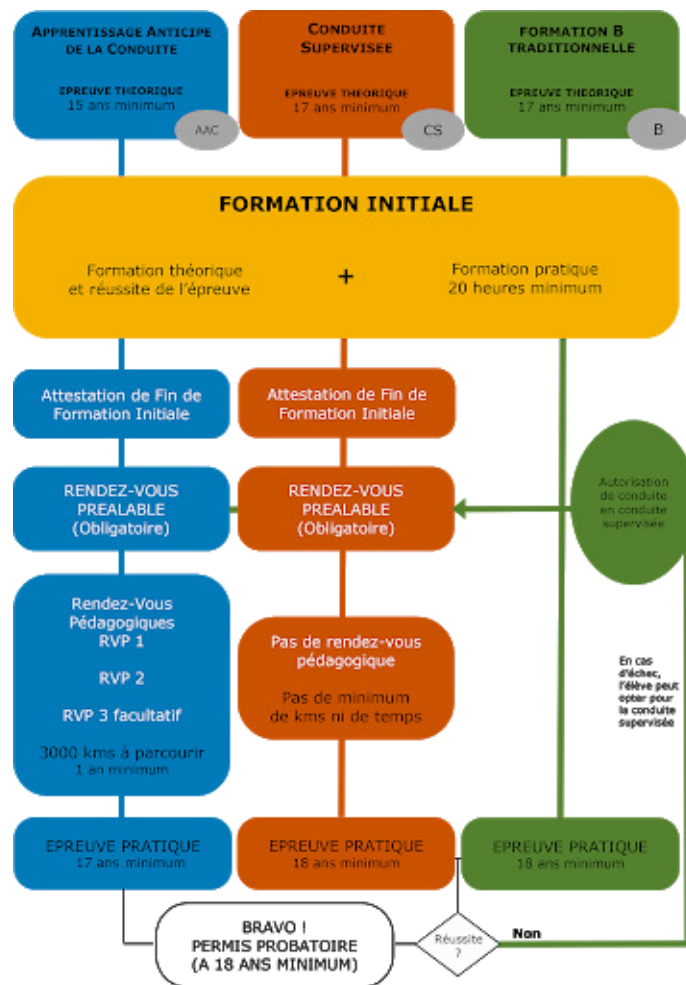 APPRENTISSAGE ANTICIPE
DE LA CONDUITE
EPREUVE THEORIQUE
15 ans minimum
AAC
CONDUITE
SUPERVISEE
EPREUVE THEORIQUE
17 ans minimum
CS
FORMATION B
TRADITIONNELLE
EPREUVE THEORIQUE
17 ans minimum
B
FORMATION INITIALE
Formation théorique
et réussite de l'épreuve
+
Formation pratique
20 heures minimum
Attestation de Fin de
Formation Initiale
Attestation de Fin de
Formation Initiale
RENDEZ-VOUS
PREALABLE
(Obligatoire)
RENDEZ-VOUS
PREALABLE
(Obligatoire)
Autorisation
de conduite
en conduite
supervisée
Rendez-Vous
Pédagogiques
RVP 1
RVP 2
RVP 3 facultatif
3000 kms à parcourir
1 an minimum
Pas de rendez-vous
pédagogique
Pas de minimum
de kms ni de temps
En cas
d'échec,
l'élève peut
opter pour
la conduite
supervisée
EPREUVE PRATIQUE
17 ans minimum
EPREUVE PRATIQUE
18 ans minimum
EPREUVE PRATIQUE
18 ans minimum
BRAVO !
PERMIS PROBATOIRE
(A 18 ANS MINIMUM)
Réussite
?
Non